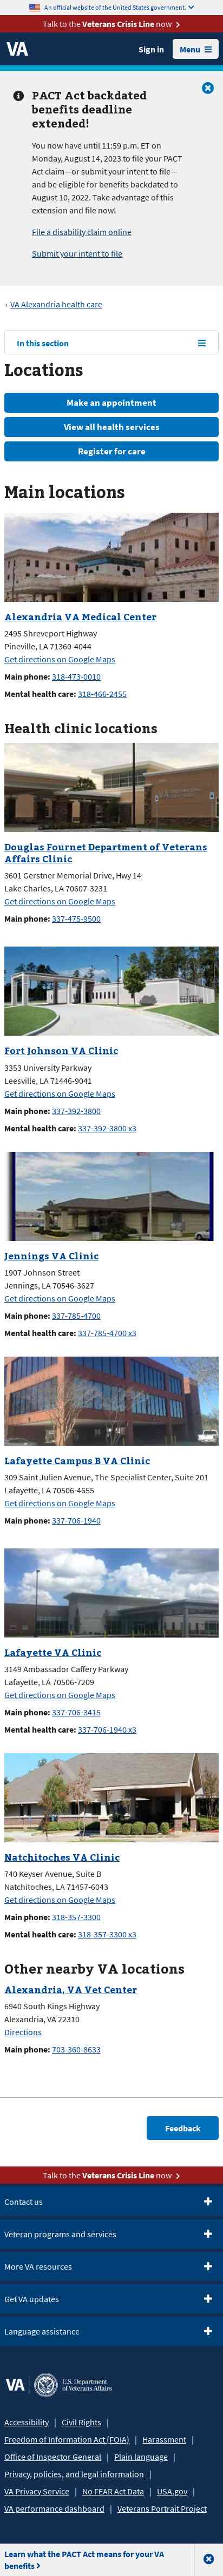 An official website of the United States government.
Talk to the Veterans Crisis Line now
VA
Sign in
Menu
PACT Act backdated
benefits deadline
extended!
You now have until 11:59 p.m. ET on
Monday, August 14, 2023 to file your PACT
Act claim—or submit your intent to file—
and be eligible for benefits backdated to
August 10, 2022. Take advantage of this
extension and file now!
File a disability claim online
Submit your intent to file
‹ VA Alexandria health care
In this section
Locations
Make an appointment
View all health services
Register for care
Main locations
Alexandria VA Medical Center
2495 Shreveport Highway
Pineville, LA 71360-4044
Get directions on Google Maps
Main phone: 318-473-0010
Mental health care: 318-466-2455
Health clinic locations
Douglas Fournet Department of Veterans
Affairs Clinic
3601 Gerstner Memorial Drive, Hwy 14
Lake Charles, LA 70607-3231
Get directions on Google Maps
Main phone: 337-475-9500
Fort Johnson VA Clinic
3353 University Parkway
Leesville, LA 71446-9041
Get directions on Google Maps
Main phone: 337-392-3800
Mental health care: 337-392-3800 x3
Jennings VA Clinic
1907 Johnson Street
Jennings, LA 70546-3627
Get directions on Google Maps
Main phone: 337-785-4700
Mental health care: 337-785-4700 x3
Lafayette Campus B VA Clinic
309 Saint Julien Avenue, The Specialist Center, Suite 201
Lafayette, LA 70506-4655
Get directions on Google Maps
Main phone: 337-706-1940
Lafayette VA Clinic
3149 Ambassador Caffery Parkway
Lafayette, LA 70506-7209
Get directions on Google Maps
Main phone: 337-706-3415
Mental health care: 337-706-1940 x3
Natchitoches VA Clinic
740 Keyser Avenue, Suite B
Natchitoches, LA 71457-6043
Get directions on Google Maps
Main phone: 318-357-3300
Mental health care: 318-357-3300 x3
Other nearby VA locations
Alexandria, VA Vet Center
6940 South Kings Highway
Alexandria, VA 22310
Directions
Main phone: 703-360-8633
Feedback
Talk to the Veterans Crisis Line now
Contact us
Veteran programs and services
More VA resources
Get VA updates
Language assistance
VA U.S. Department
of Veterans Affairs
Accessibility | Civil Rights |
Freedom of Information Act (FOIA) | Harassment |
Office of Inspector General | Plain language |
Privacy, policies, and legal information |
VA Privacy Service | No FEAR Act Data | USA.gov |
VA performance dashboard | Veterans Portrait Project
Learn what the PACT Act means for your VA
benefits